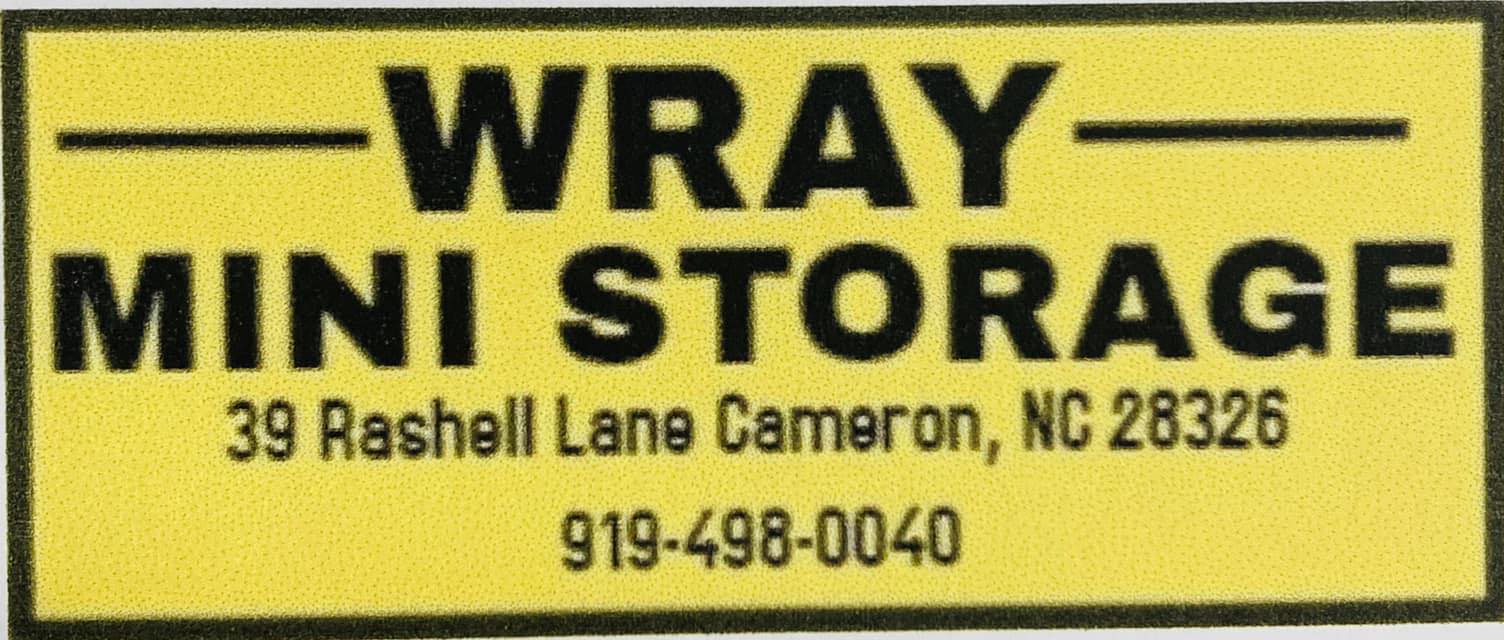 WRAY
MINI STORAGE
39 Rashell Lane Cameron, NC 28326
919-498-0040